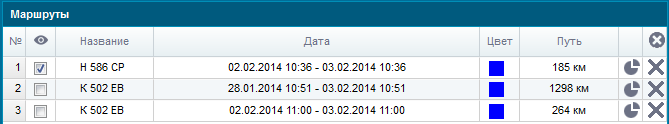 Маршруты
№ Название Дата Цвет Путь
1 Н 586 СР 02.02.2014 10:36 - 03.02.2014 10:36 185 км
2 К 502 ЕВ 28.01.2014 10:51 - 03.02.2014 10:51 1298 км
3 К 502 ЕВ 02.02.2014 11:00 - 03.02.2014 11:00 264 км